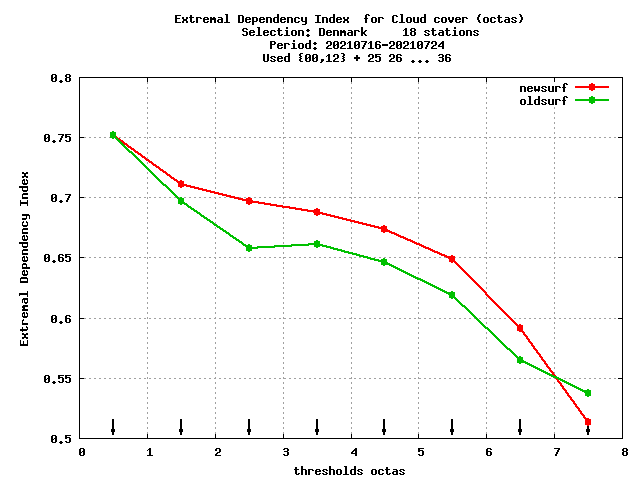 Extremal Dependency Index  for Cloud cover (octas)
Selection: Denmark     18 stations
Period: 20210716-20210724
Used {00,12} + 25 26 ... 36
newsurf
oldsurf
Extremal Dependency Index
0.8
0.75
0.7
0.65
0.6
0.55
0.5
0 1 2 3 4 5 6 7 8
thresholds octas